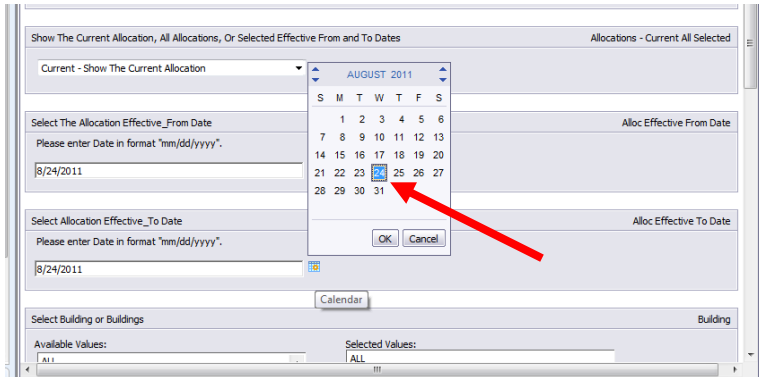 Show The Current Allocation, All Allocations, Or Selected Effective From and To Dates Allocations - Current All Selected
Current - Show The Current Allocation
AUGUST 2011
S M T W T F S
1 2 3 4 5 6
7 8 9 10 11 12 13
14 15 16 17 18 19 20
21 22 23 24 25 26 27
28 29 30 31
OK Cancel
Select The Allocation Effective_From Date Alloc Effective From Date
Please enter Date in format "mm/dd/yyyy".
8/24/2011
Select Allocation Effective_To Date Alloc Effective To Date
Please enter Date in format "mm/dd/yyyy".
8/24/2011
Calendar
Select Building or Buildings Building
Available Values: Selected Values:
ALL ALL